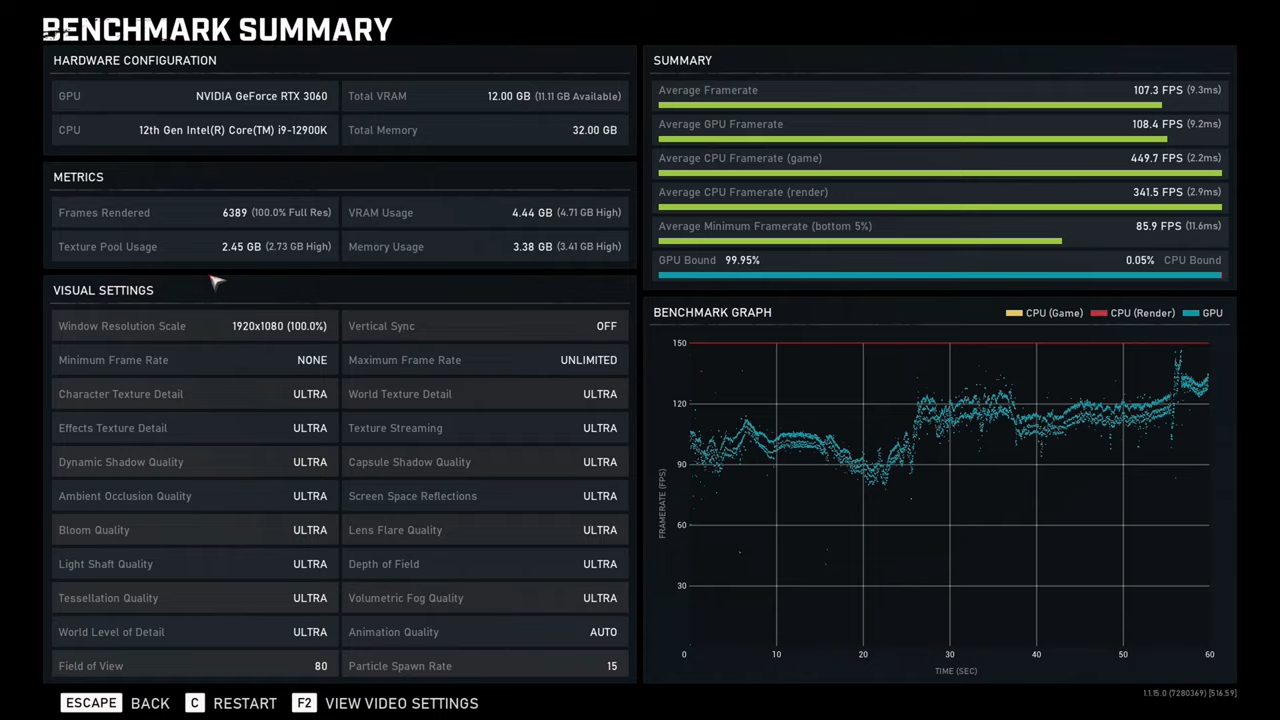 BENCHMARK SUMMARY
HARDWARE CONFIGURATION
GPU NVIDIA GeForce RTX 3060 Total VRAM 12.00 GB (11.11 GB Available)
CPU 12th Gen Intel(R) Core(TM) i9-12900K Total Memory 32.00 GB
METRICS
Frames Rendered 6389 (100.0% Full Res) VRAM Usage 4.44 GB (4.71 GB High)
Texture Pool Usage 2.45 GB (2.73 GB High) Memory Usage 3.38 GB (3.41 GB High)
VISUAL SETTINGS
Window Resolution Scale 1920x1080 (100.0%) Vertical Sync OFF
Minimum Frame Rate NONE Maximum Frame Rate UNLIMITED
Character Texture Detail ULTRA World Texture Detail ULTRA
Effects Texture Detail ULTRA Texture Streaming ULTRA
Dynamic Shadow Quality ULTRA Capsule Shadow Quality ULTRA
Ambient Occlusion Quality ULTRA Screen Space Reflections ULTRA
Bloom Quality ULTRA Lens Flare Quality ULTRA
Light Shaft Quality ULTRA Depth of Field ULTRA
Tessellation Quality ULTRA Volumetric Fog Quality ULTRA
World Level of Detail ULTRA Animation Quality AUTO
Field of View 80 Particle Spawn Rate 15
SUMMARY
Average Framerate 107.3 FPS (9.3ms)
Average GPU Framerate 108.4 FPS (9.2ms)
Average CPU Framerate (game) 449.7 FPS (2.2ms)
Average CPU Framerate (render) 341.5 FPS (2.9ms)
Average Minimum Framerate (bottom 5%) 85.9 FPS (11.6ms)
GPU Bound 99.95% 0.05% CPU Bound
BENCHMARK GRAPH CPU (Game) CPU (Render) GPU
150
120
90
60
30
FRAMERATE (FPS)
0 10 20 30 40 50 60
TIME (SEC)
ESCAPE BACK C RESTART F2 VIEW VIDEO SETTINGS
1.1.15.0 (7280369) [516.59]